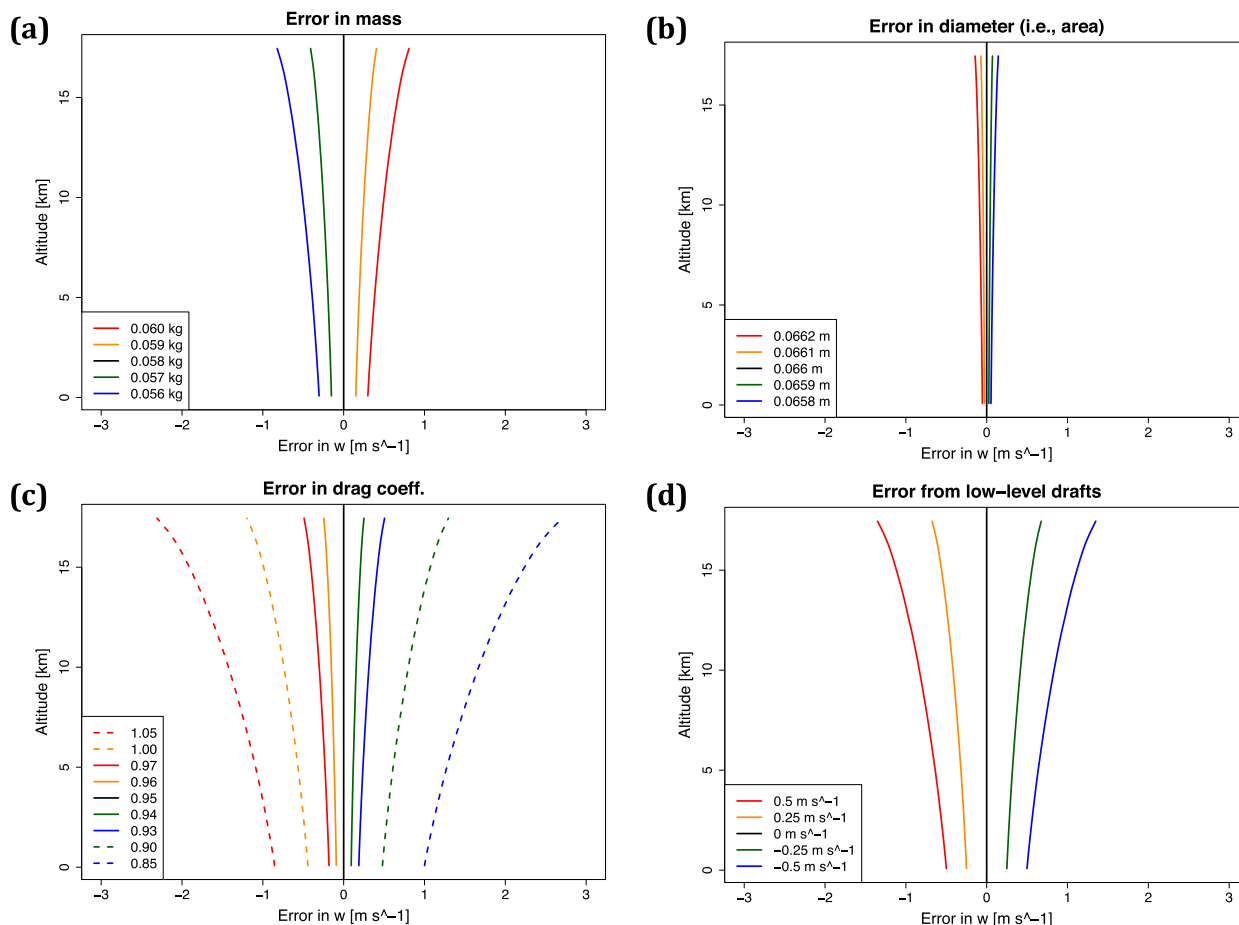 (a)
Error in mass
Altitude [km]
15
10
5
0
0.060 kg
0.059 kg
0.058 kg
0.057 kg
0.056 kg
−3 −2 −1 0 1 2 3
Error in w [m s^−1]
(b)
Error in diameter (i.e., area)
Altitude [km]
15
10
5
0
0.0662 m
0.0661 m
0.066 m
0.0659 m
0.0658 m
−3 −2 −1 0 1 2 3
Error in w [m s^−1]
(c)
Error in drag coeff.
Altitude [km]
15
10
5
0
1.05
1.00
0.97
0.96
0.95
0.94
0.93
0.90
0.85
−3 −2 −1 0 1 2 3
Error in w [m s^−1]
(d)
Error from low−level drafts
Altitude [km]
15
10
5
0
0.5 m s^−1
0.25 m s^−1
0 m s^−1
−0.25 m s^−1
−0.5 m s^−1
−3 −2 −1 0 1 2 3
Error in w [m s^−1]